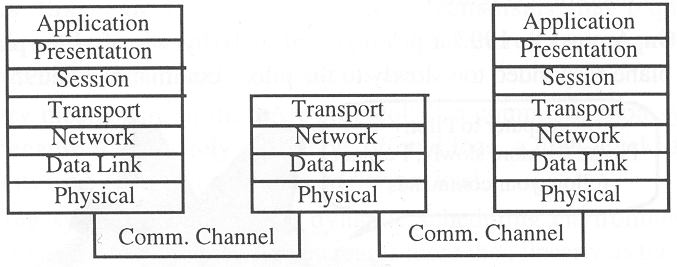 Application
Presentation
Session
Transport
Network
Data Link
Physical
Transport
Network
Data Link
Physical
Application
Presentation
Session
Transport
Network
Data Link
Physical
Comm. Channel
Comm. Channel